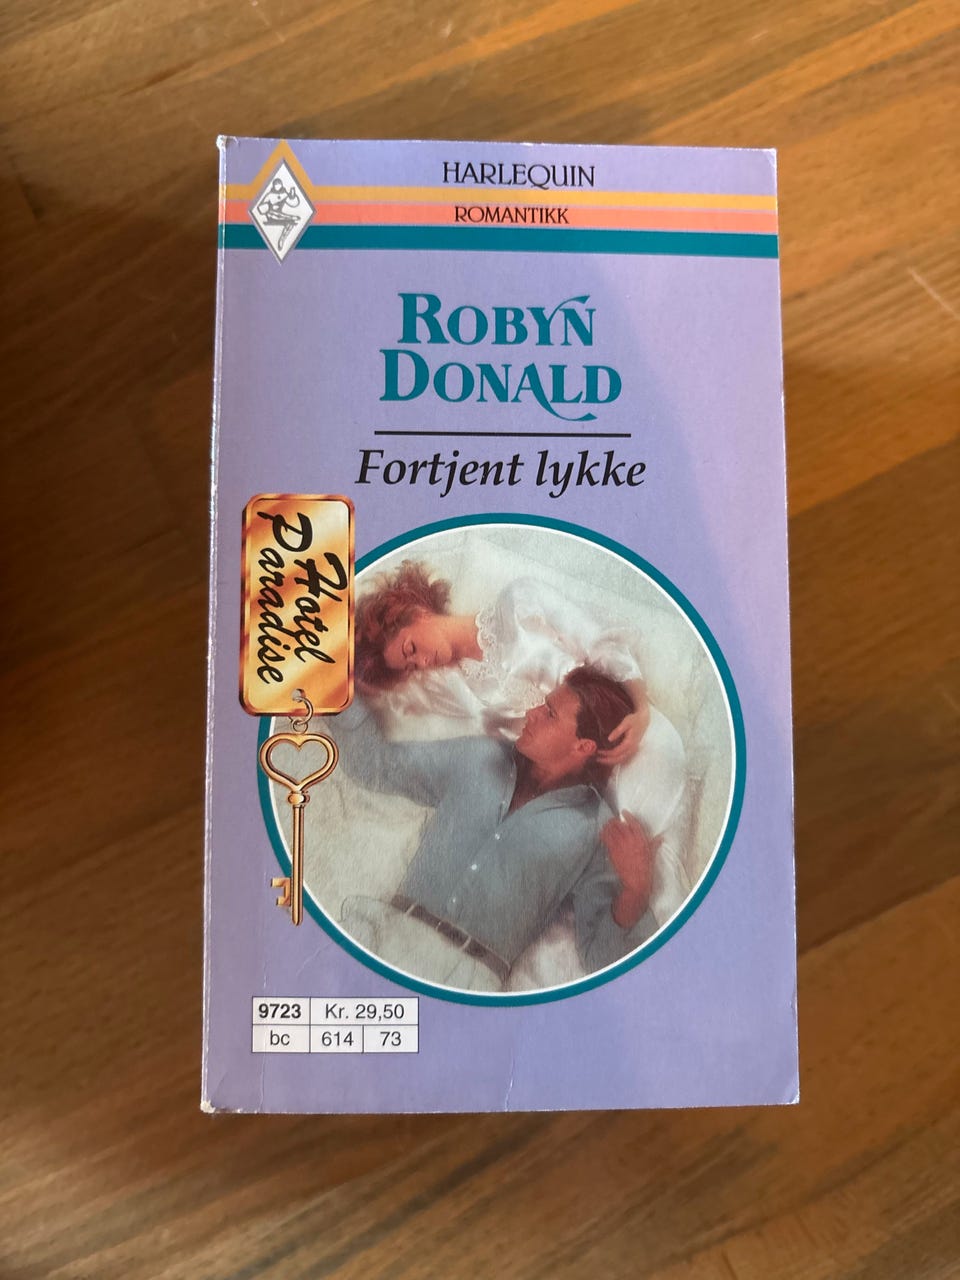 HARLEQUIN
ROMANTIKK
ROBYN
DONALD
Fortjent lykke
Hotel
Paradise
9723 Kr. 29,50
bc 614 73